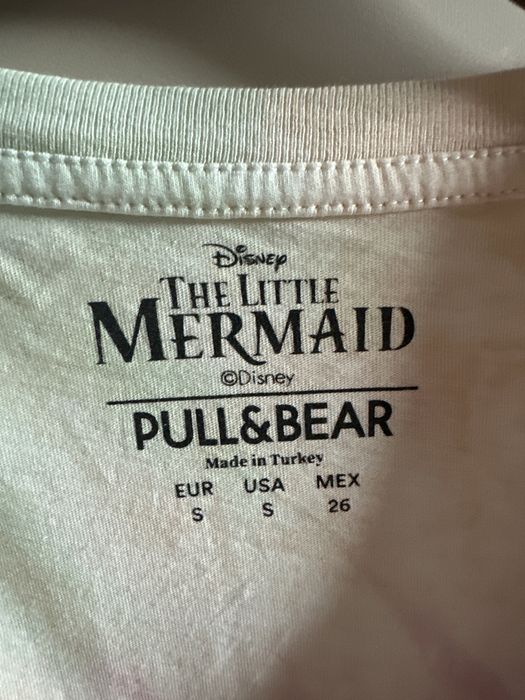 Disney
THE LITTLE
MERMAID
©Disney
PULL&BEAR
Made in Turkey
EUR USA MEX
S S 26